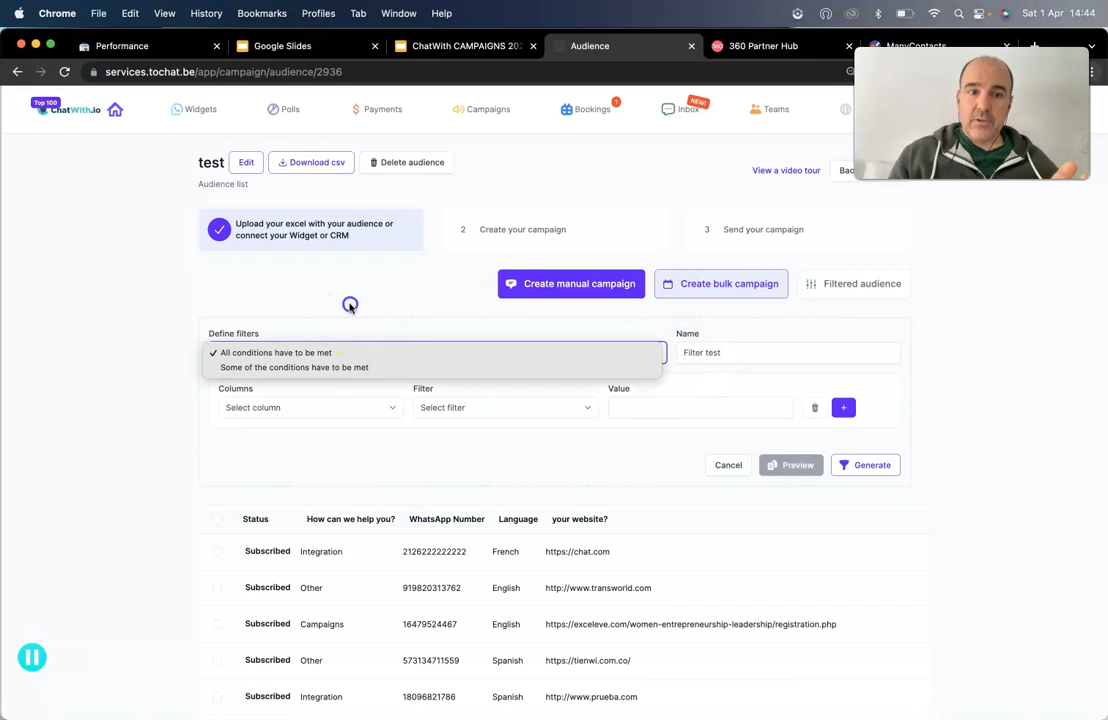 Chrome File Edit View History Bookmarks Profiles Tab Window Help Sat 1 Apr 14:44
Performance Google Slides ChatWith CAMPAIGNS 202 Audience 360 Partner Hub ManyContacts
services.tochat.be/app/campaign/audience/2936
Top 100 ChatWith.io Widgets Polls Payments Campaigns Bookings 1 Inbox NEW! Teams
test Edit Download csv Delete audience View a video tour Bac
Audience list
Upload your excel with your audience or
connect your Widget or CRM
2 Create your campaign
3 Send your campaign
Create manual campaign Create bulk campaign Filtered audience
Define filters Name
All conditions have to be met
Some of the conditions have to be met
Filter test
Columns Filter Value
Select column Select filter +
Cancel Preview Generate
Status How can we help you? WhatsApp Number Language your website?
Subscribed Integration 2126222222222 French https://chat.com
Subscribed Other 919820313762 English http://www.transworld.com
Subscribed Campaigns 16479524467 English https://exceleve.com/women-entrepreneurship-leadership/registration.php
Subscribed Other 573134711559 Spanish https://tienwi.com.co/
Subscribed Integration 18096821786 Spanish http://www.prueba.com